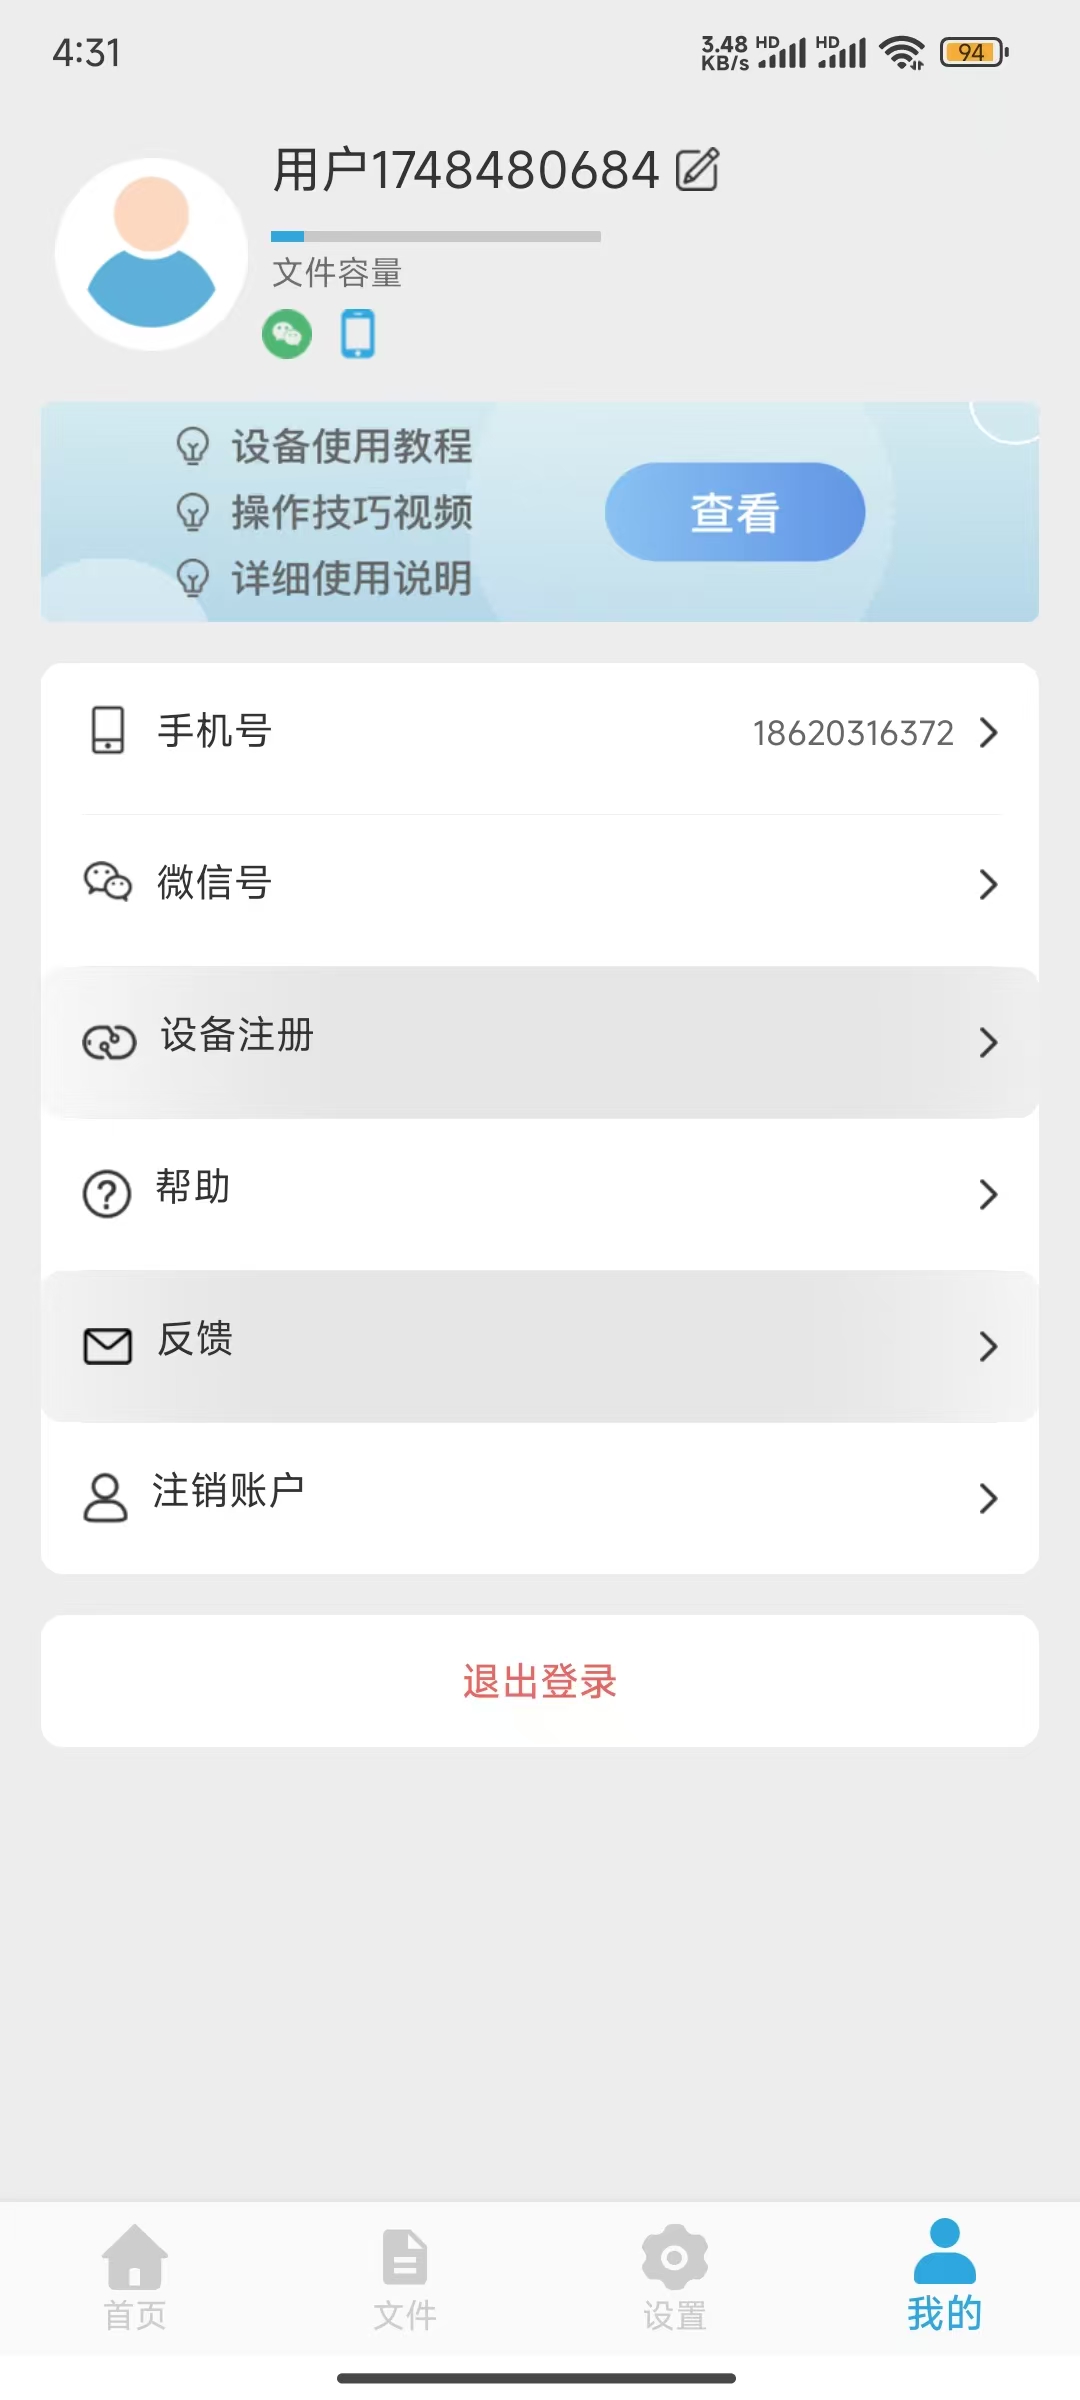 4:31
3.48 KB/s HD HD 94
用户1748480684
文件容量
设备使用教程
操作技巧视频
详细使用说明
查看
手机号 18620316372
微信号
设备注册
帮助
反馈
注销账户
退出登录
首页 文件 设置 我的